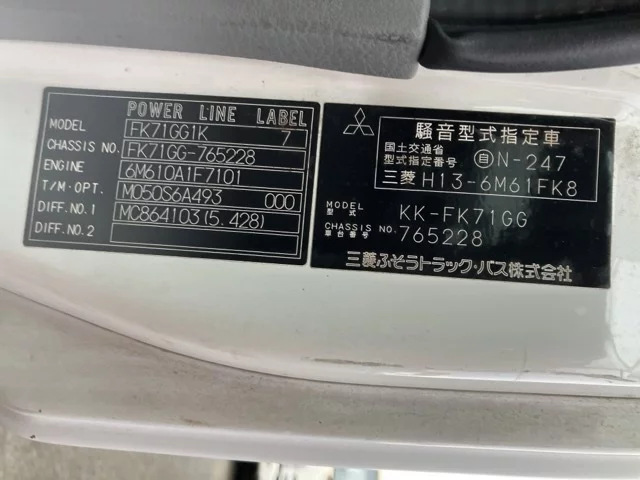 POWER LINE LABEL
MODEL FK71GG1K 7
CHASSIS NO. FK71GG-765228
ENGINE 6M610A1F7101
T/M·OPT. M050S6A493 000
DIFF.NO.1 MC864103(5.428)
DIFF.NO.2
騒音型式指定車
国土交通省
型式指定番号 自 N-247
三菱 H13-6M61FK8
MODEL 型式 KK-FK71GG
CHASSIS NO. 車台番号 765228
三菱ふそうトラック・バス株式会社